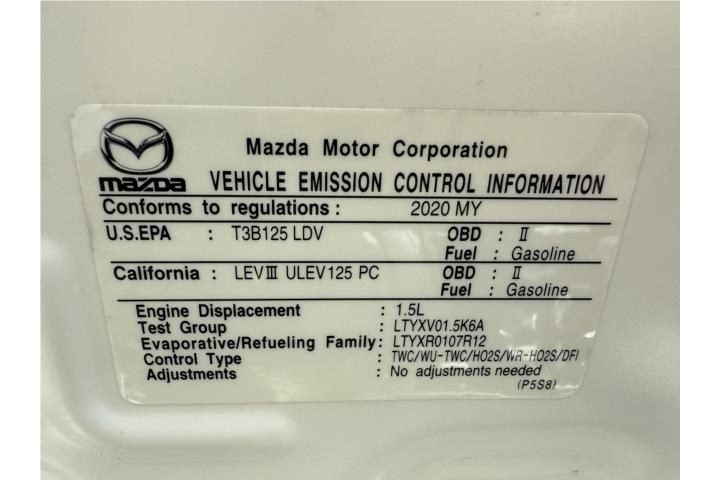 Mazda Motor Corporation
mazda VEHICLE EMISSION CONTROL INFORMATION
Conforms to regulations : 2020 MY
U.S.EPA : T3B125 LDV OBD : II
Fuel : Gasoline
California : LEVIII ULEV125 PC OBD : II
Fuel : Gasoline
Engine Displacement : 1.5L
Test Group : LTYXV01.5K6A
Evaporative/Refueling Family: LTYXR0107R12
Control Type : TWC/WU-TWC/HO2S/WR-HO2S/DFI
Adjustments : No adjustments needed
(P5S8)